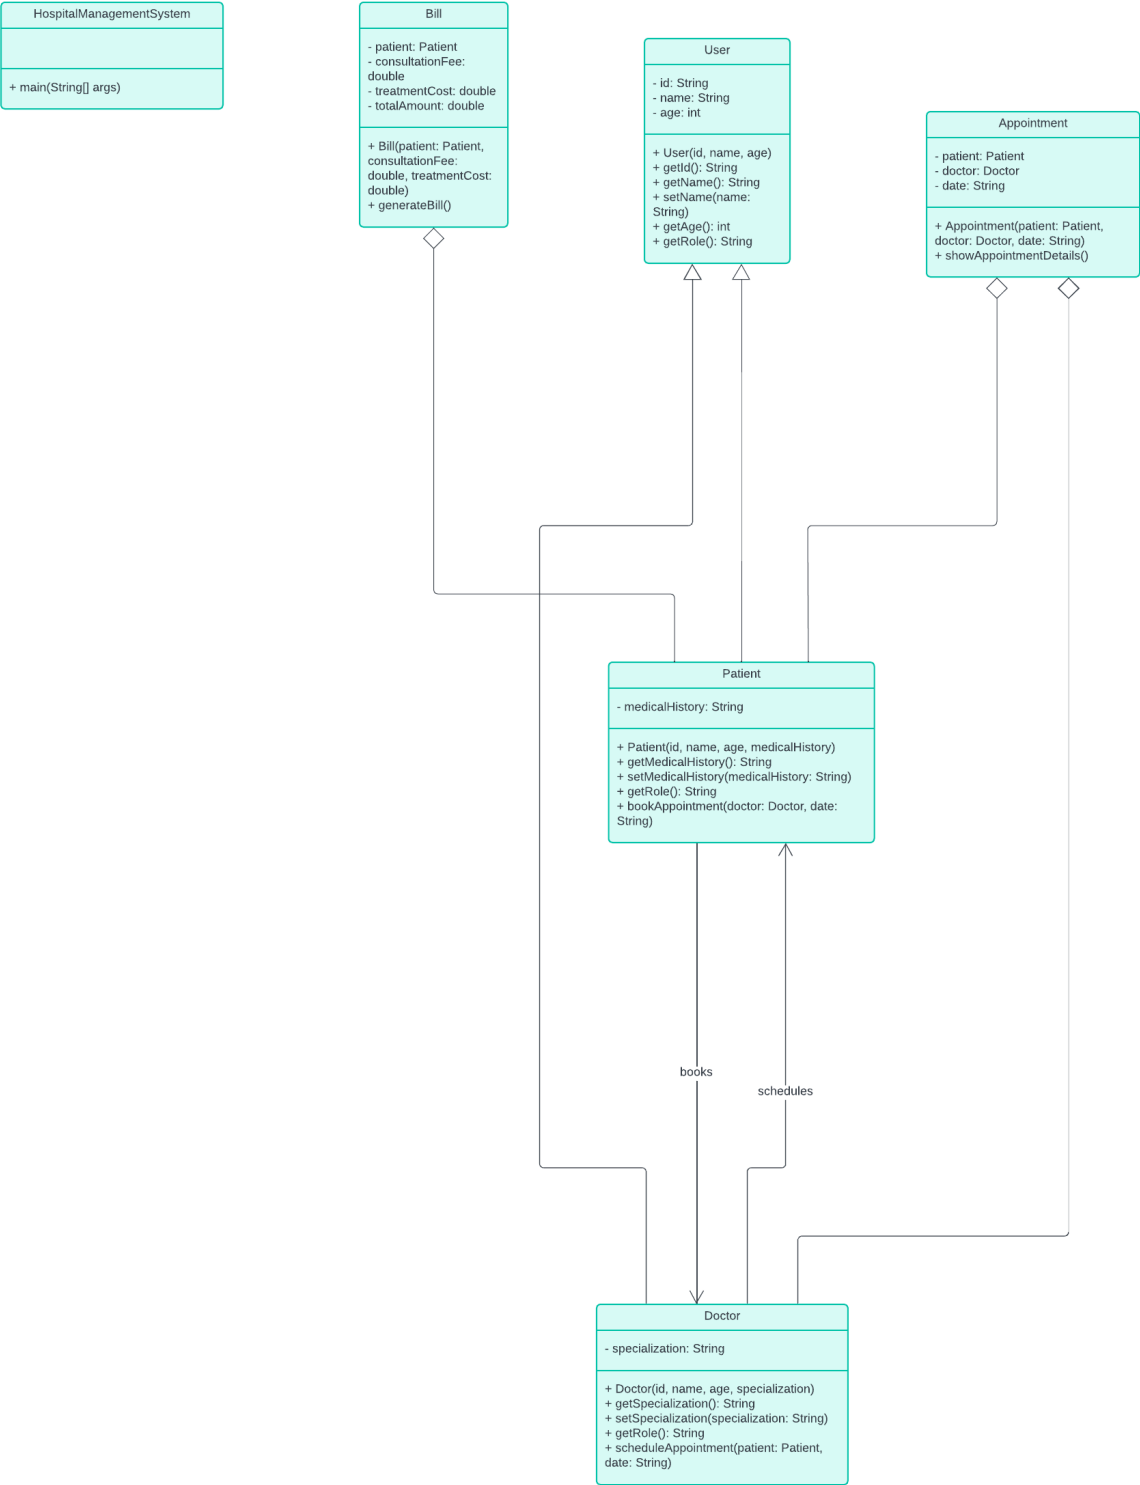 HospitalManagementSystem
+ main(String[] args)
Bill
- patient: Patient
- consultationFee:
double
- treatmentCost: double
- totalAmount: double
+ Bill(patient: Patient,
consultationFee:
double, treatmentCost:
double)
+ generateBill()
User
- id: String
- name: String
- age: int
+ User(id, name, age)
+ getId(): String
+ getName(): String
+ setName(name:
String)
+ getAge(): int
+ getRole(): String
Appointment
- patient: Patient
- doctor: Doctor
- date: String
+ Appointment(patient: Patient,
doctor: Doctor, date: String)
+ showAppointmentDetails()
Patient
- medicalHistory: String
+ Patient(id, name, age, medicalHistory)
+ getMedicalHistory(): String
+ setMedicalHistory(medicalHistory: String)
+ getRole(): String
+ bookAppointment(doctor: Doctor, date:
String)
books
schedules
Doctor
- specialization: String
+ Doctor(id, name, age, specialization)
+ getSpecialization(): String
+ setSpecialization(specialization: String)
+ getRole(): String
+ scheduleAppointment(patient: Patient,
date: String)